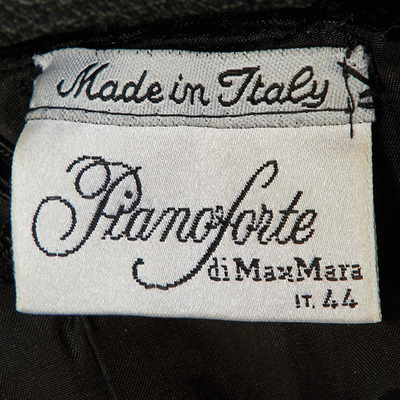 Made in Italy
Pianoforte
di MaxMara
IT. 44